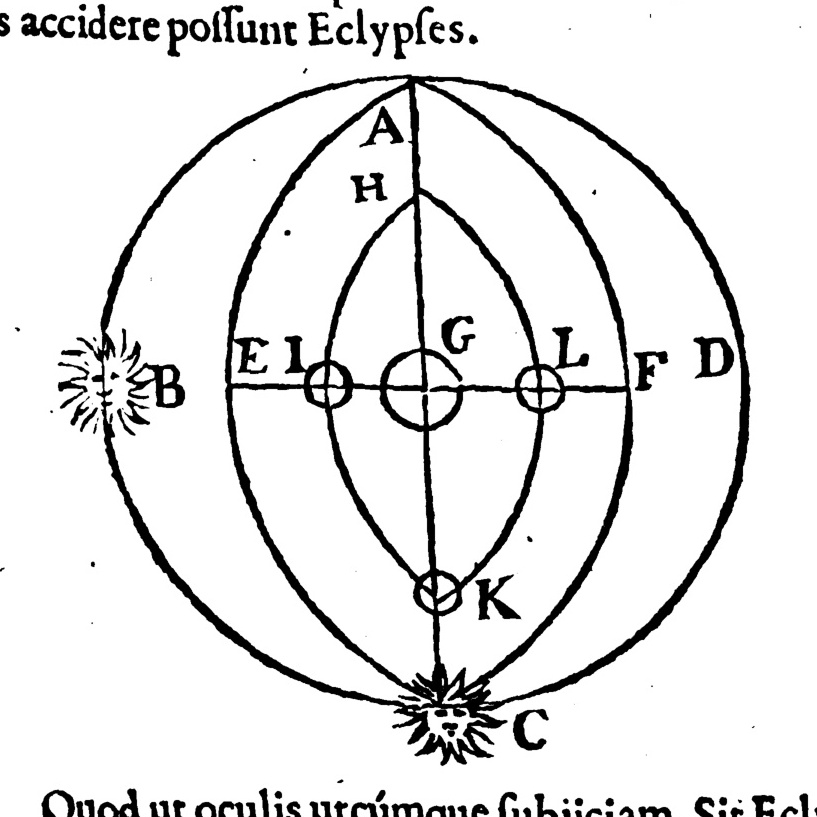 s accidere poſſunt Eclypſes.
A
H
G
E I L
B F D
K
C
Quod ut oculis utcúmque ſubijciam. Sit Ecl